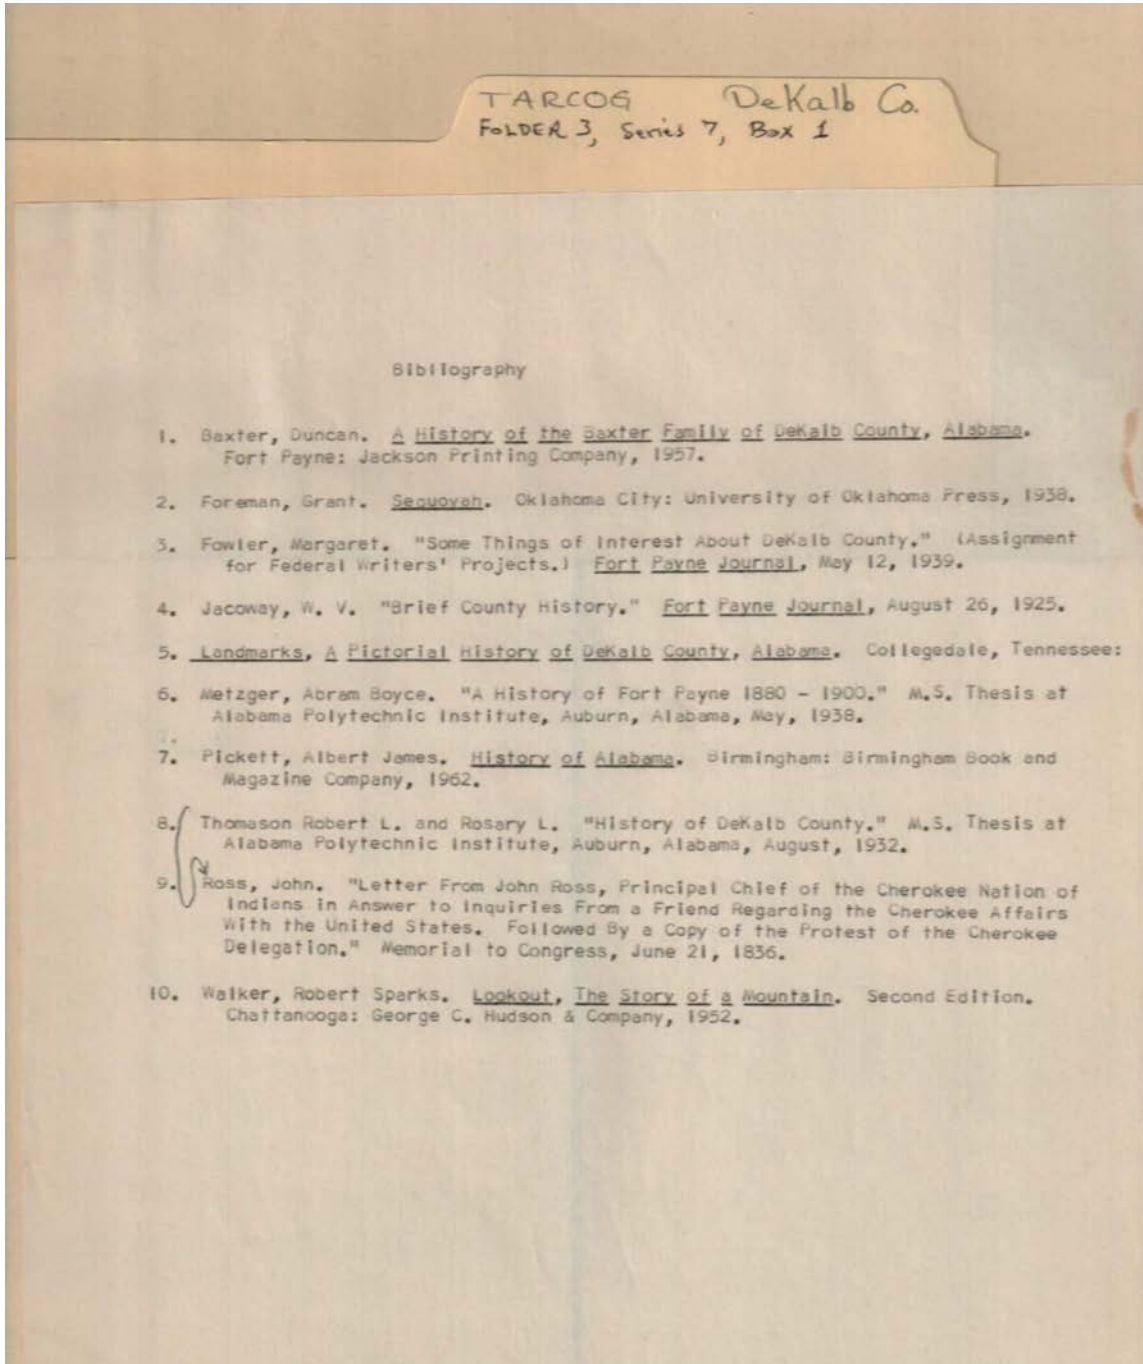 TARCOG DeKalb Co.
FOLDER 3, Series 7, Box 1
Bibliography
1. Baxter, Duncan. A History of the Baxter Family of DeKalb County, Alabama.
Fort Payne: Jackson Printing Company, 1957.
2. Foreman, Grant. Sequoyah. Oklahoma City: University of Oklahoma Press, 1938.
3. Fowler, Margaret. "Some Things of Interest About DeKalb County." (Assignment
for Federal Writers' Projects.) Fort Payne Journal, May 12, 1939.
4. Jacoway, W. V. "Brief County History." Fort Payne Journal, August 26, 1925.
5. Landmarks, A Pictorial History of DeKalb County, Alabama. Collegedale, Tennessee:
6. Metzger, Abram Boyce. "A History of Fort Payne 1880 - 1900." M.S. Thesis at
Alabama Polytechnic Institute, Auburn, Alabama, May, 1938.
7. Pickett, Albert James. History of Alabama. Birmingham: Birmingham Book and
Magazine Company, 1962.
8. Thomason Robert L. and Rosary L. "History of DeKalb County." M.S. Thesis at
Alabama Polytechnic Institute, Auburn, Alabama, August, 1932.
9. Ross, John. "Letter From John Ross, Principal Chief of the Cherokee Nation of
Indians in Answer to Inquiries From a Friend Regarding the Cherokee Affairs
With the United States. Followed By a Copy of the Protest of the Cherokee
Delegation." Memorial to Congress, June 21, 1836.
10. Walker, Robert Sparks. Lookout, The Story of a Mountain. Second Edition.
Chattanooga: George C. Hudson & Company, 1952.